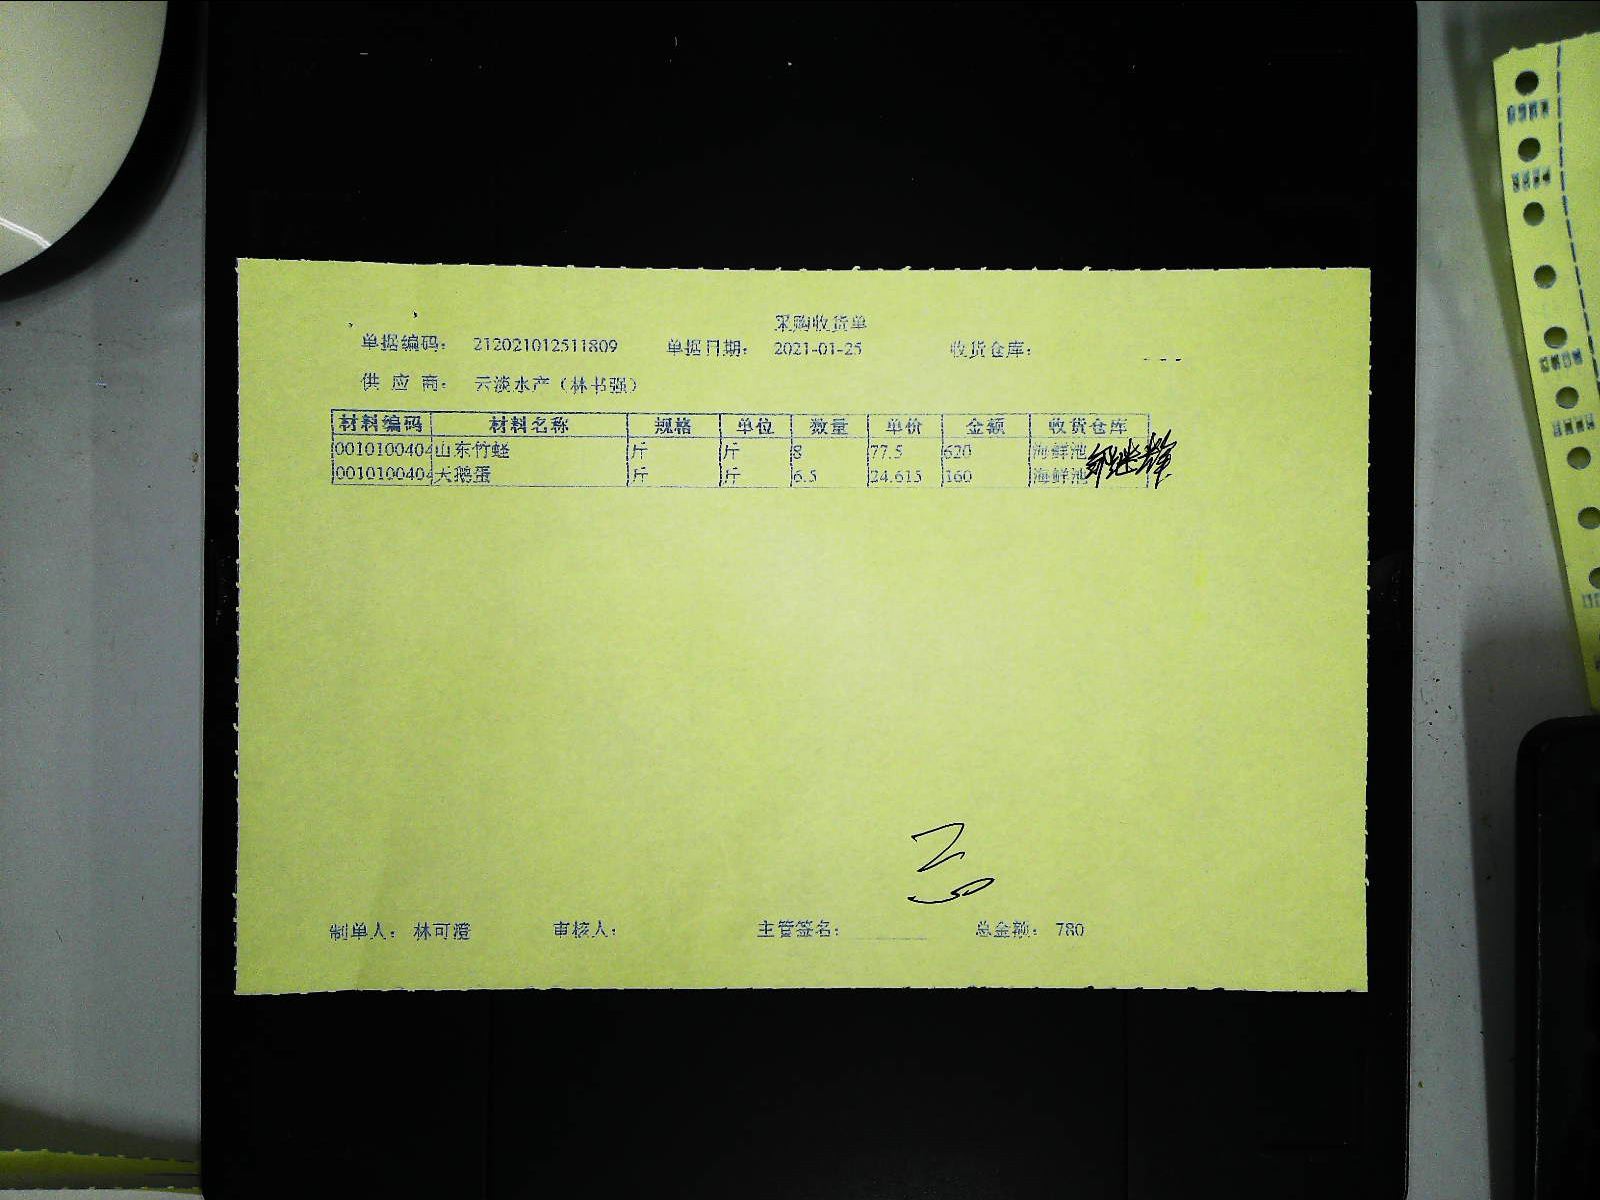 采购收货单
单据编码： 212021012511809 单据日期： 2021-01-25 收货仓库：
供 应 商： 云淡水产（林书强）
材料编码 材料名称 规格 单位 数量 单价 金额 收货仓库
0010100404 山东竹蛏 斤 斤 8 77.5 620 海鲜池
0010100404 天鹅蛋 斤 斤 6.5 24.615 160 海鲜池
制单人： 林可澄 审核人： 主管签名： 总金额： 780